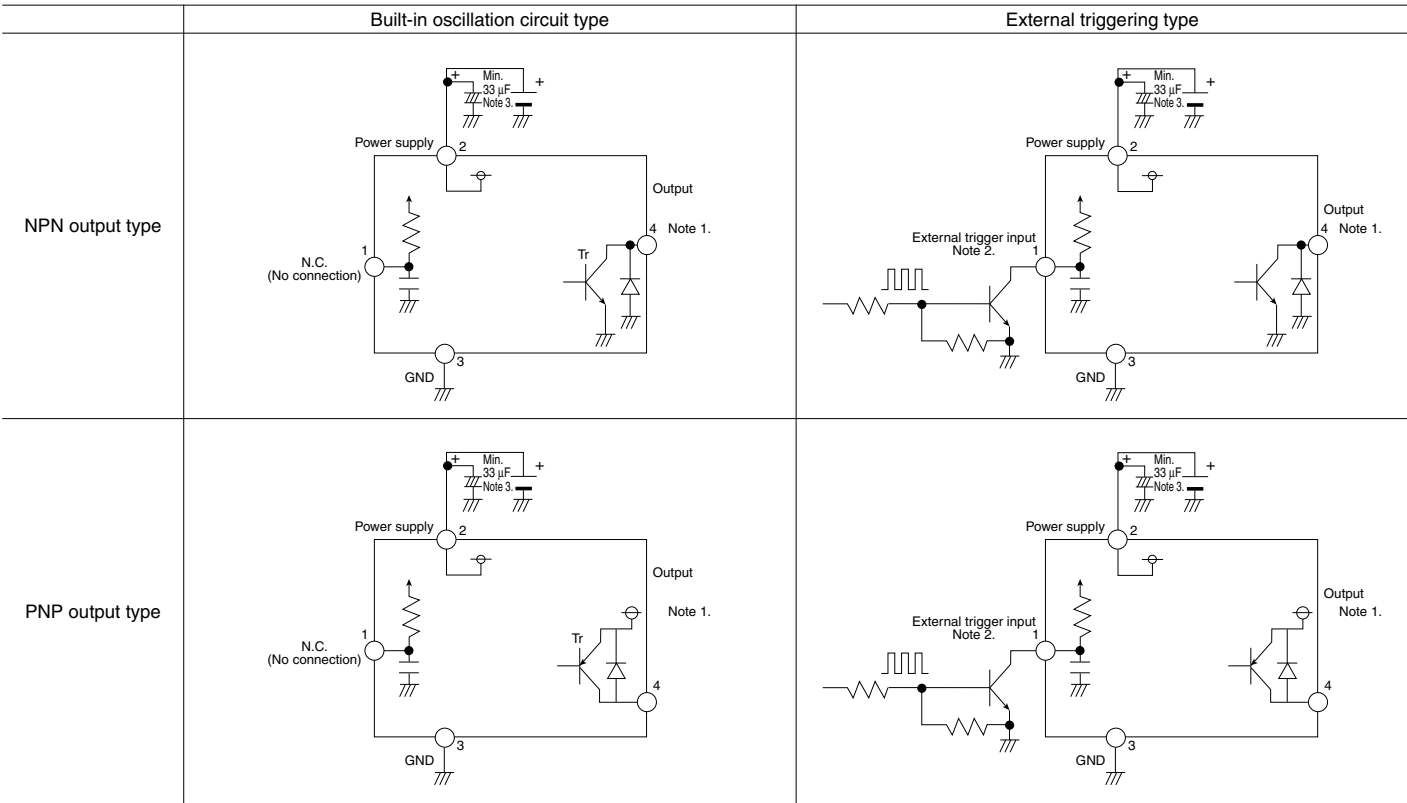 Built-in oscillation circuit type
External triggering type
NPN output type
+
Min.
33 μF
Note 3.
+
Power supply
2
Output
4
Note 1.
Tr
1
N.C.
(No connection)
3
GND
+
Min.
33 μF
Note 3.
+
Power supply
2
Output
4
Note 1.
External trigger input
Note 2.
1
3
GND
PNP output type
+
Min.
33 μF
Note 3.
+
Power supply
2
Output
Note 1.
Tr
1
N.C.
(No connection)
4
3
GND
+
Min.
33 μF
Note 3.
+
Power supply
2
Output
Note 1.
External trigger input
Note 2.
1
4
3
GND